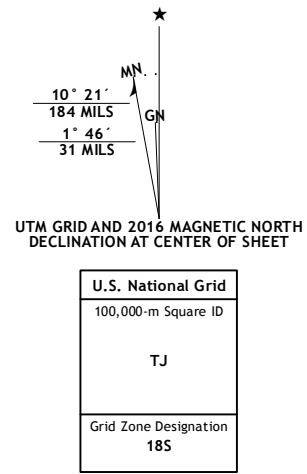 ★
MN
GN
10° 21´
184 MILS
1° 46´
31 MILS
UTM GRID AND 2016 MAGNETIC NORTH
DECLINATION AT CENTER OF SHEET
U.S. National Grid
100,000-m Square ID
TJ
Grid Zone Designation
18S